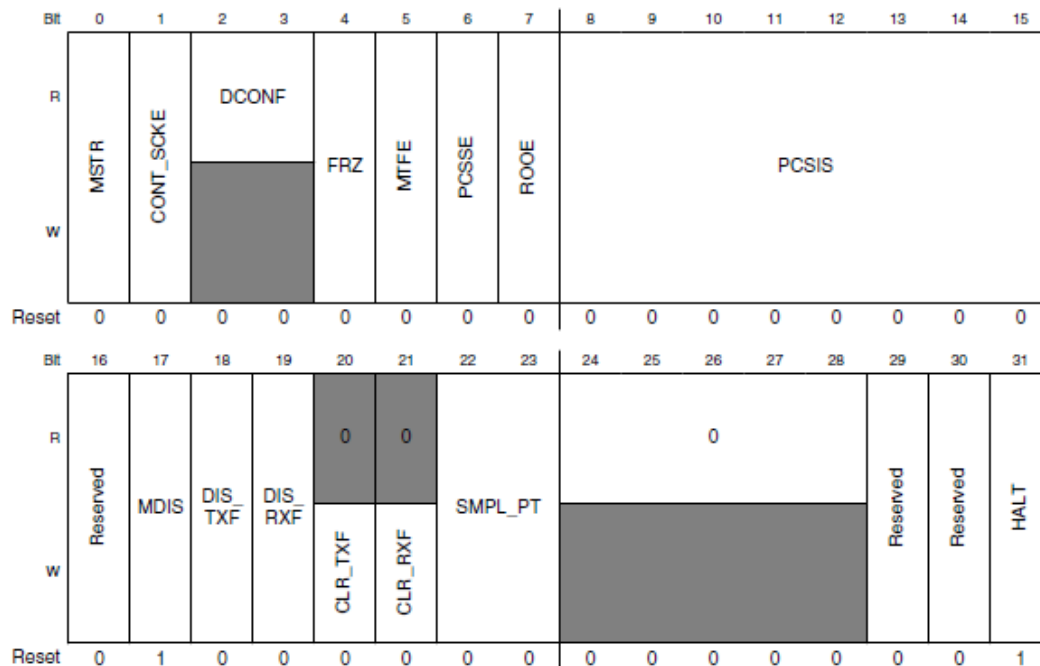 Bit 0 1 2 3 4 5 6 7 8 9 10 11 12 13 14 15
R
W
MSTR
CONT_SCKE
DCONF
FRZ
MTFE
PCSSE
ROOE
PCSIS
Reset 0 0 0 0 0 0 0 0 0 0 0 0 0 0 0 0
Bit 16 17 18 19 20 21 22 23 24 25 26 27 28 29 30 31
R
W
Reserved
MDIS
DIS_
TXF
DIS_
RXF
0
CLR_TXF
0
CLR_RXF
SMPL_PT
0
Reserved
Reserved
HALT
Reset 0 1 0 0 0 0 0 0 0 0 0 0 0 0 0 1